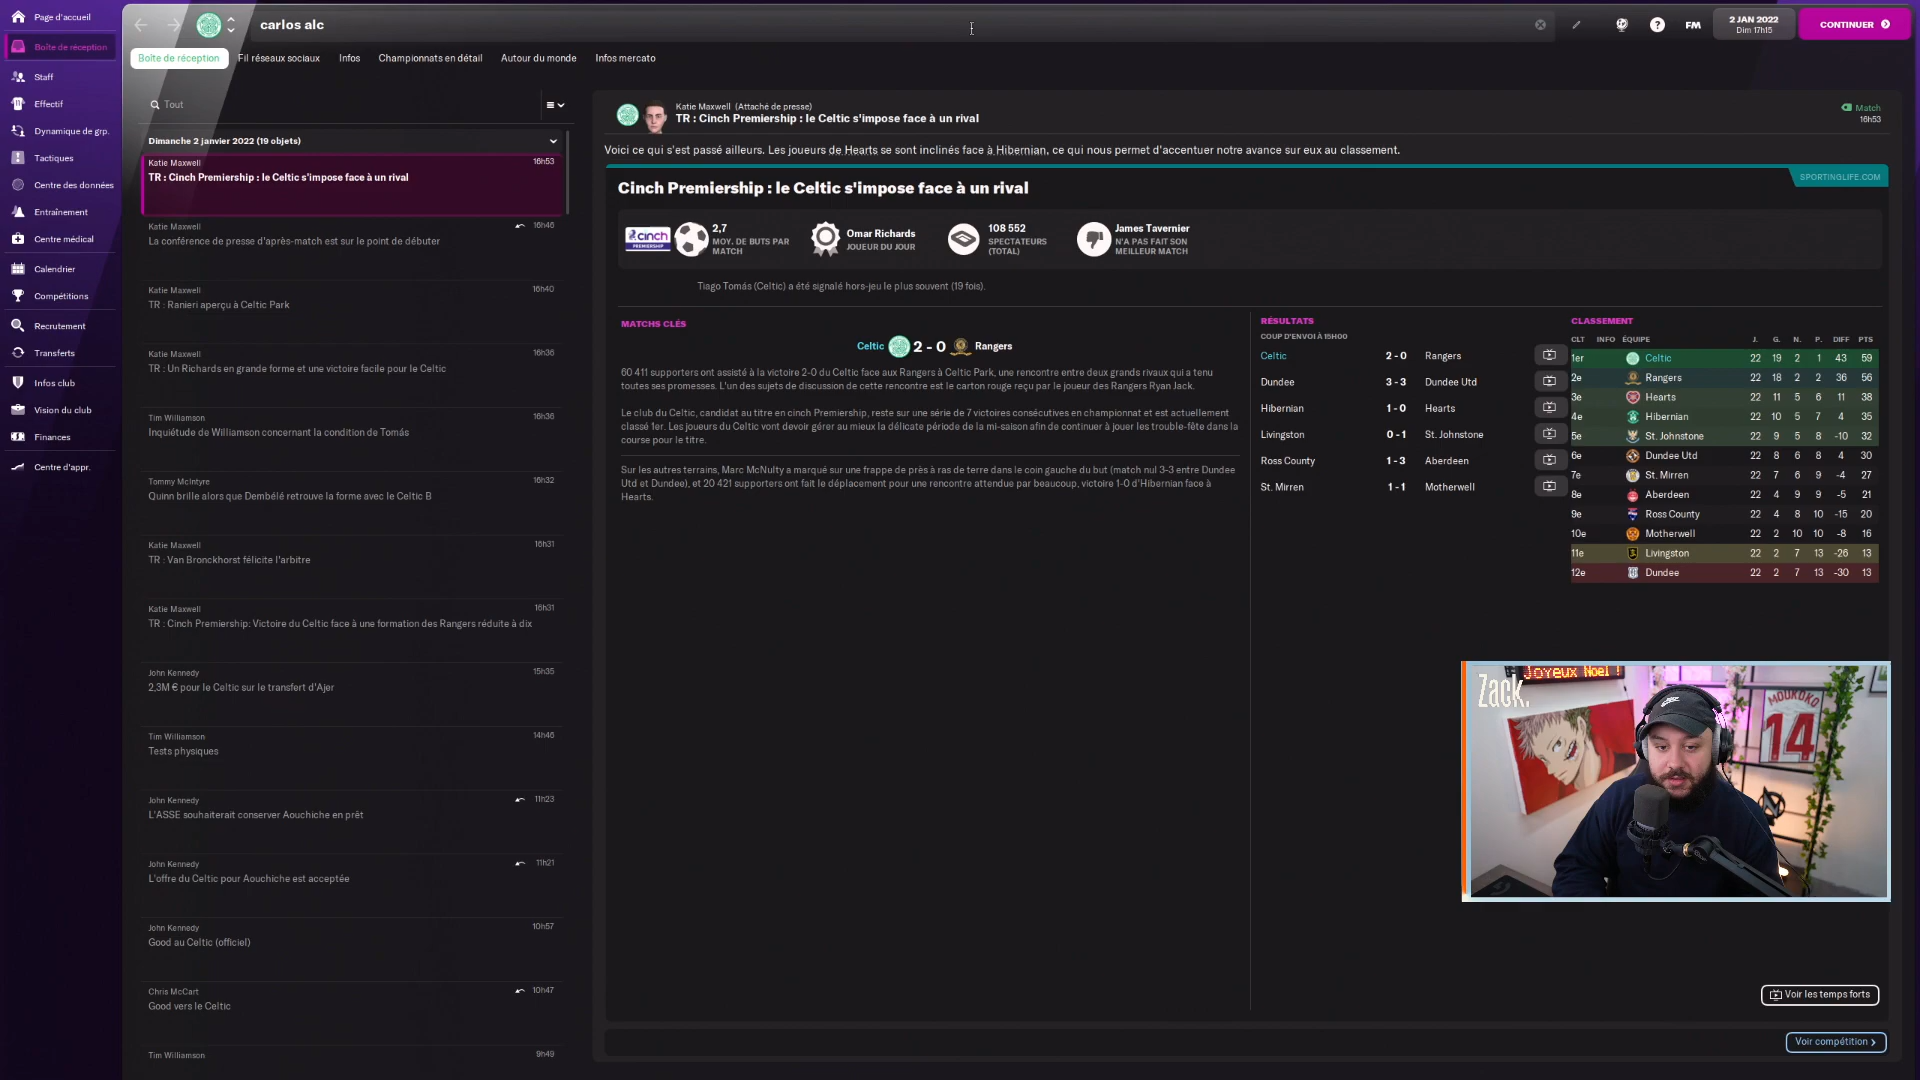 Page d'accueil
Boîte de réception
Staff
Effectif
Dynamique de grp.
Tactiques
Centre des données
Entraînement
Centre médical
Calendrier
Compétitions
Recrutement
Transferts
Infos club
Vision du club
Finances
Centre d'appr.
carlos alc
?
FM
2 JAN 2022
Dim 17h15
CONTINUER
Boîte de réception
Fil réseaux sociaux
Infos
Championnats en détail
Autour du monde
Infos mercato
Tout
Dimanche 2 janvier 2022 (19 objets)
Katie Maxwell 16h53
TR : Cinch Premiership : le Celtic s'impose face à un rival
Katie Maxwell 16h46
La conférence de presse d'après-match est sur le point de débuter
Katie Maxwell 16h40
TR : Ranieri aperçu à Celtic Park
Katie Maxwell 16h36
TR : Un Richards en grande forme et une victoire facile pour le Celtic
Tim Williamson 16h36
Inquiétude de Williamson concernant la condition de Tomás
Tommy McIntyre 16h32
Quinn brille alors que Dembélé retrouve la forme avec le Celtic B
Katie Maxwell 16h31
TR : Van Bronckhorst félicite l'arbitre
Katie Maxwell 16h31
TR : Cinch Premiership: Victoire du Celtic face à une formation des Rangers réduite à dix
John Kennedy 15h35
2,3M € pour le Celtic sur le transfert d'Ajer
Tim Williamson 14h46
Tests physiques
John Kennedy 11h23
L'ASSE souhaiterait conserver Aouchiche en prêt
John Kennedy 11h21
L'offre du Celtic pour Aouchiche est acceptée
John Kennedy 10h57
Good au Celtic (officiel)
Chris McCart 10h47
Good vers le Celtic
Tim Williamson 9h49
Katie Maxwell (Attaché de presse)
TR : Cinch Premiership : le Celtic s'impose face à un rival
Match
16h53
Voici ce qui s'est passé ailleurs. Les joueurs de Hearts se sont inclinés face à Hibernian, ce qui nous permet d'accentuer notre avance sur eux au classement.
SPORTINGLIFE.COM
Cinch Premiership : le Celtic s'impose face à un rival
cinch
PREMIERSHIP
2,7
MOY. DE BUTS PAR
MATCH
Omar Richards
JOUEUR DU JOUR
108 552
SPECTATEURS
(TOTAL)
James Tavernier
N'A PAS FAIT SON
MEILLEUR MATCH
Tiago Tomás (Celtic) a été signalé hors-jeu le plus souvent (19 fois).
MATCHS CLÉS
Celtic 2 - 0 Rangers
60 411 supporters ont assisté à la victoire 2-0 du Celtic face aux Rangers à Celtic Park, une rencontre entre deux grands rivaux qui a tenu
toutes ses promesses. L'un des sujets de discussion de cette rencontre est le carton rouge reçu par le joueur des Rangers Ryan Jack.
Le club du Celtic, candidat au titre en cinch Premiership, reste sur une série de 7 victoires consécutives en championnat et est actuellement
classé 1er. Les joueurs du Celtic vont devoir gérer au mieux la délicate période de la mi-saison afin de continuer à jouer les trouble-fête dans la
course pour le titre.
Sur les autres terrains, Marc McNulty a marqué sur une frappe de près à ras de terre dans le coin gauche du but (match nul 3-3 entre Dundee
Utd et Dundee), et 20 421 supporters ont fait le déplacement pour une rencontre attendue par beaucoup, victoire 1-0 d'Hibernian face à
Hearts.
RÉSULTATS
COUP D'ENVOI À 15H00
Celtic 2 - 0 Rangers
Dundee 3 - 3 Dundee Utd
Hibernian 1 - 0 Hearts
Livingston 0 - 1 St. Johnstone
Ross County 1 - 3 Aberdeen
St. Mirren 1 - 1 Motherwell
CLASSEMENT
CLT INFO ÉQUIPE J. G. N. P. DIFF PTS
1er Celtic 22 19 2 1 43 59
2e Rangers 22 18 2 2 36 56
3e Hearts 22 11 5 6 11 38
4e Hibernian 22 10 5 7 4 35
5e St. Johnstone 22 9 5 8 -10 32
6e Dundee Utd 22 8 6 8 4 30
7e St. Mirren 22 7 6 9 -4 27
8e Aberdeen 22 4 9 9 -5 21
9e Ross County 22 4 8 10 -15 20
10e Motherwell 22 2 10 10 -8 16
11e Livingston 22 2 7 13 -26 13
12e Dundee 22 2 7 13 -30 13
Zack.
Joyeux Noel !
MOUKOKO
14
Voir les temps forts
Voir compétition